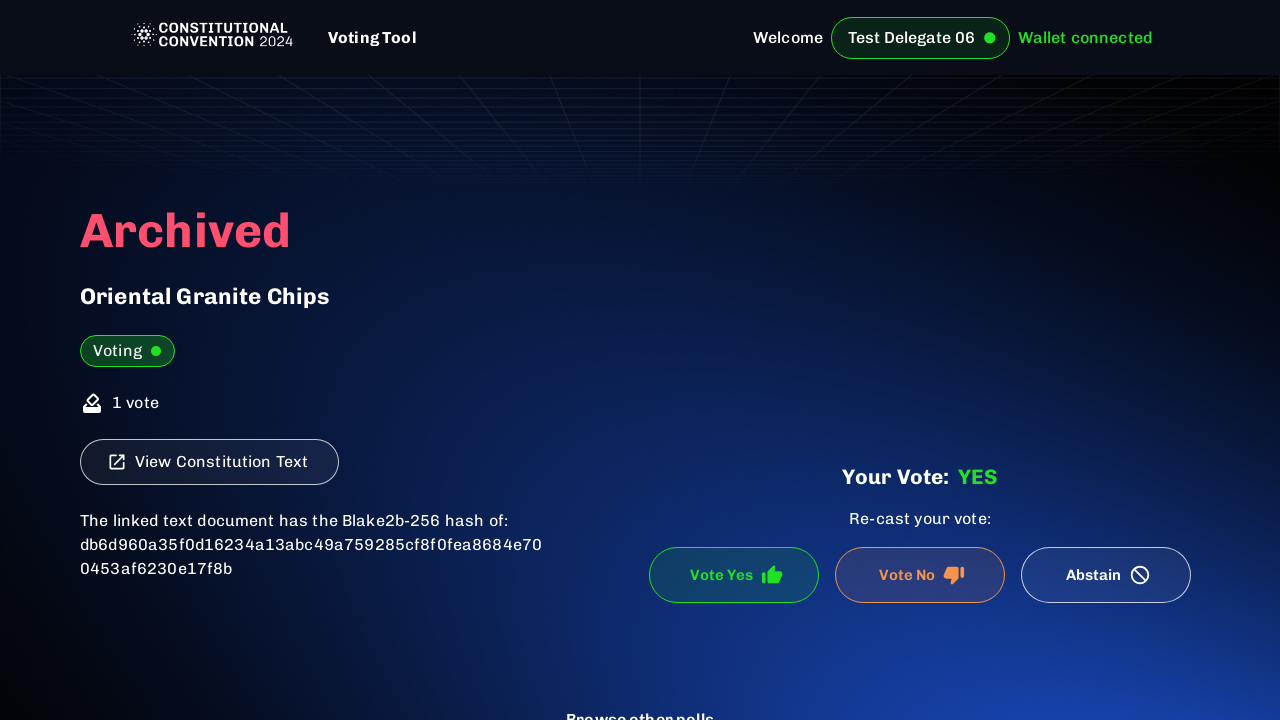 CONSTITUTIONAL
CONVENTION 2024
Voting Tool
Welcome
Test Delegate 06
Wallet connected
Archived
Oriental Granite Chips
Voting
1 vote
View Constitution Text
The linked text document has the Blake2b-256 hash of:
db6d960a35f0d16234a13abc49a759285cf8f0fea8684e70
0453af6230e17f8b
Your Vote: YES
Re-cast your vote:
Vote Yes
Vote No
Abstain
Browse other polls